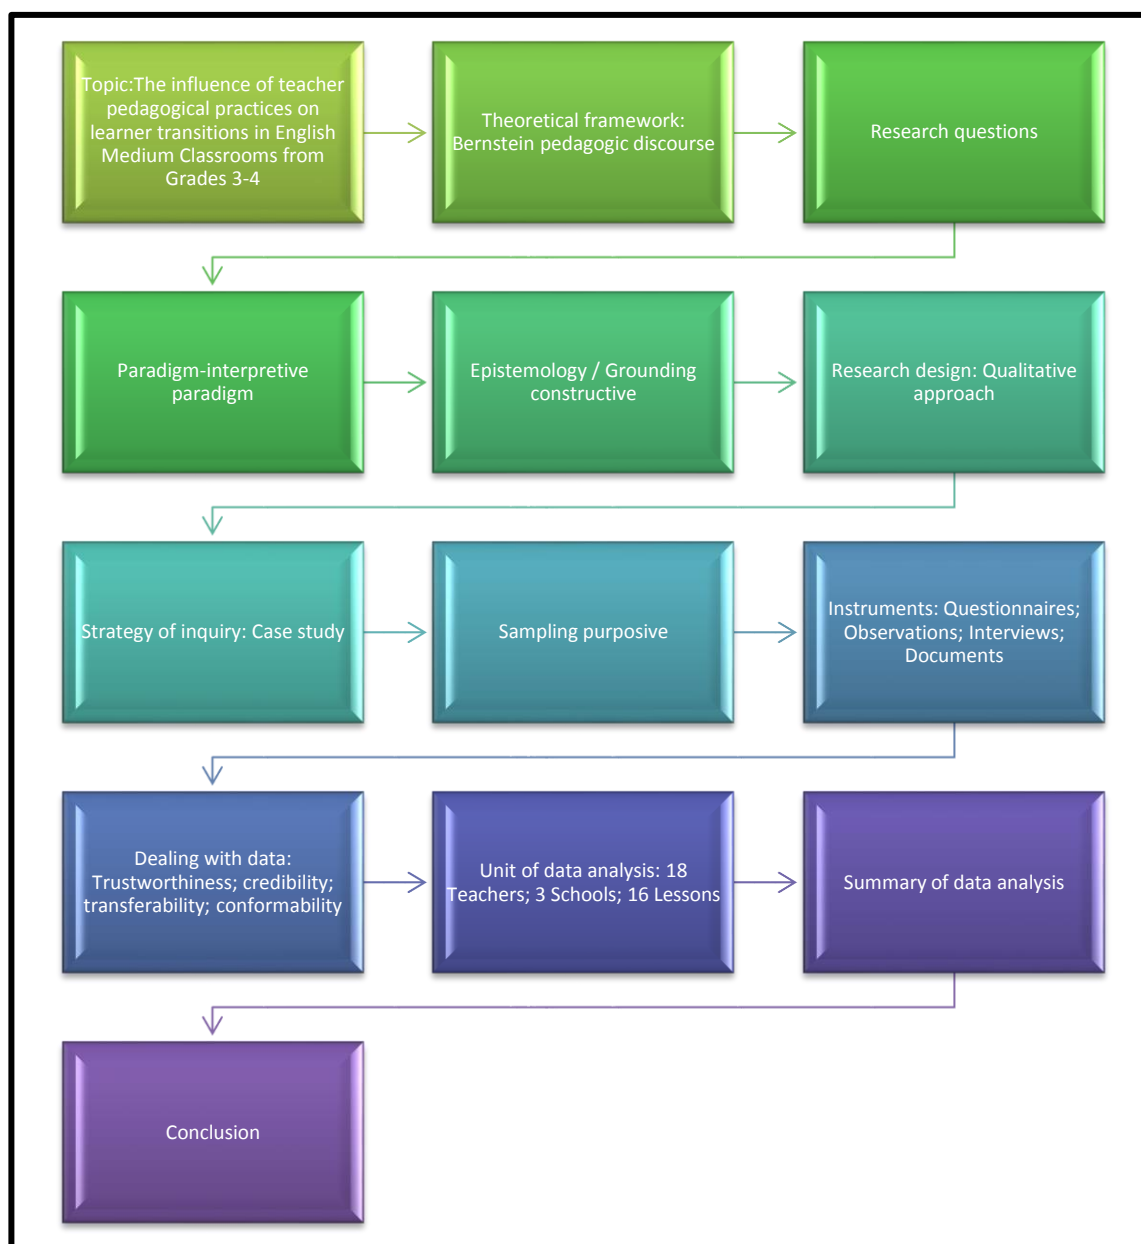 Topic:The influence of teacher
pedagogical practices on
learner transitions in English
Medium Classrooms from
Grades 3-4
Theoretical framework:
Bernstein pedagogic discourse
Research questions
Paradigm-interpretive
paradigm
Epistemology / Grounding
constructive
Research design: Qualitative
approach
Strategy of inquiry: Case study
Sampling purposive
Instruments: Questionnaires;
Observations; Interviews;
Documents
Dealing with data:
Trustworthiness; credibility;
transferability; conformability
Unit of data analysis: 18
Teachers; 3 Schools; 16 Lessons
Summary of data analysis
Conclusion